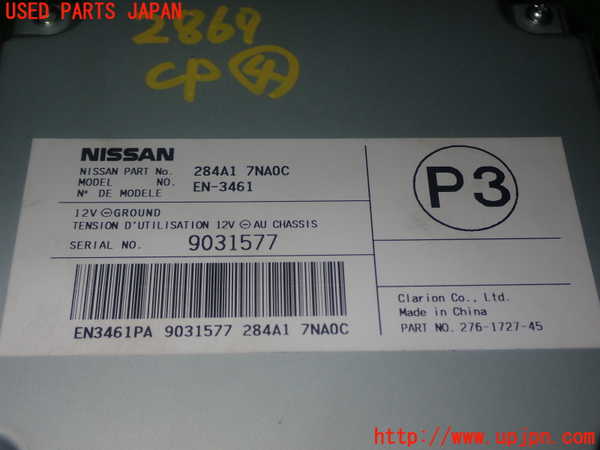 USED PARTS JAPAN
2869
CP ④
NISSAN
NISSAN PART No. 284A1 7NA0C
MODEL NO. EN-3461
N° DE MODELE
12V ⊖ GROUND
TENSION D'UTILISATION 12V ⊖ AU CHASSIS
SERIAL NO. 9031577
EN3461PA 9031577 284A1 7NA0C
P3
Clarion Co., Ltd.
Made in China
PART NO. 276-1727-45
UPJ
http://www.upjpn.com/